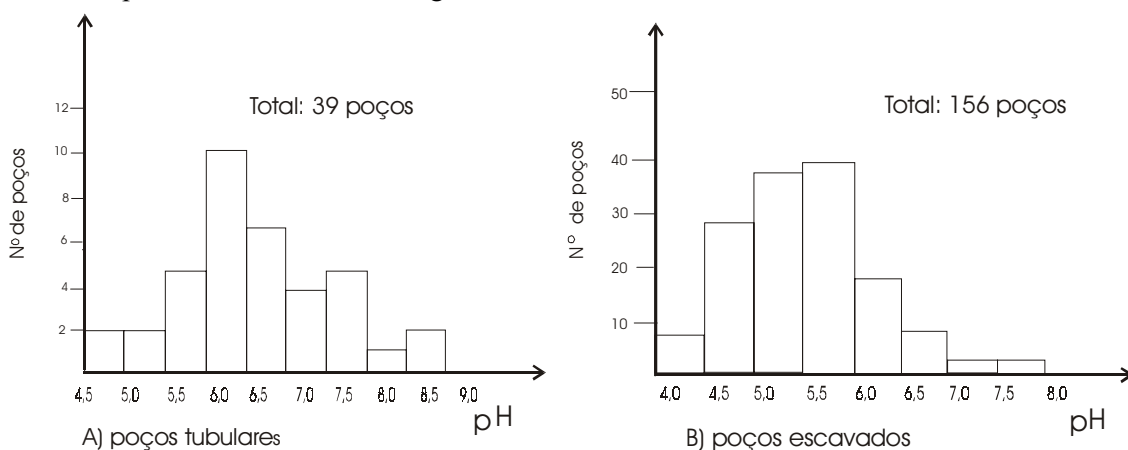 Total: 39 poços
Nº de poços
12
10
8
6
4
2
4,5 5,0 5,5 6,0 6,5 7,0 7,5 8,0 8,5 9,0
pH
A) poços tubulares
Total: 156 poços
N° de poços
50
40
30
20
10
4,0 4,5 5,0 5,5 6,0 6,5 7,0 7,5 8,0
pH
B) poços escavados